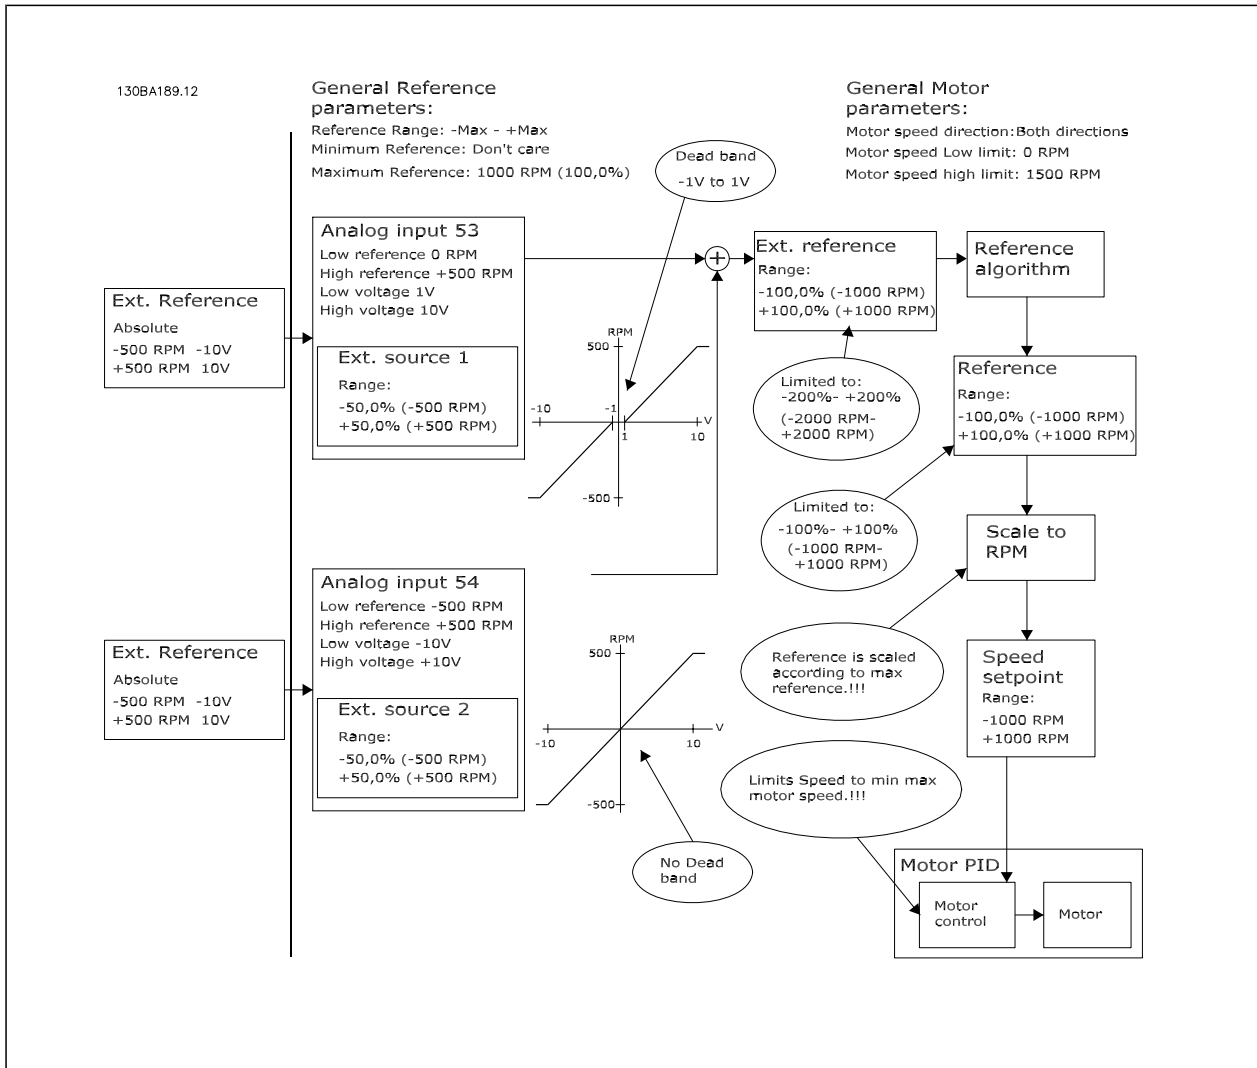 130BA189.12
General Reference
parameters:
Reference Range: -Max - +Max
Minimum Reference: Don't care
Maximum Reference: 1000 RPM (100,0%)
General Motor
parameters:
Motor speed direction:Both directions
Motor speed Low limit: 0 RPM
Motor speed high limit: 1500 RPM
Dead band
-1V to 1V
Ext. Reference
Absolute
-500 RPM -10V
+500 RPM 10V
Analog input 53
Low reference 0 RPM
High reference +500 RPM
Low voltage 1V
High voltage 10V
Ext. source 1
Range:
-50,0% (-500 RPM)
+50,0% (+500 RPM)
RPM
500
-10
-1
V
1
10
-500
+
Ext. reference
Range:
-100,0% (-1000 RPM)
+100,0% (+1000 RPM)
Reference
algorithm
Limited to:
-200%- +200%
(-2000 RPM-
+2000 RPM)
Reference
Range:
-100,0% (-1000 RPM)
+100,0% (+1000 RPM)
Limited to:
-100%- +100%
(-1000 RPM-
+1000 RPM)
Scale to
RPM
Ext. Reference
Absolute
-500 RPM -10V
+500 RPM 10V
Analog input 54
Low reference -500 RPM
High reference +500 RPM
Low voltage -10V
High voltage +10V
Ext. source 2
Range:
-50,0% (-500 RPM)
+50,0% (+500 RPM)
RPM
500
V
-10
10
-500
No Dead
band
Reference is scaled
according to max
reference.!!!
Speed
setpoint
Range:
-1000 RPM
+1000 RPM
Limits Speed to min max
motor speed.!!!
Motor PID
Motor
control
Motor